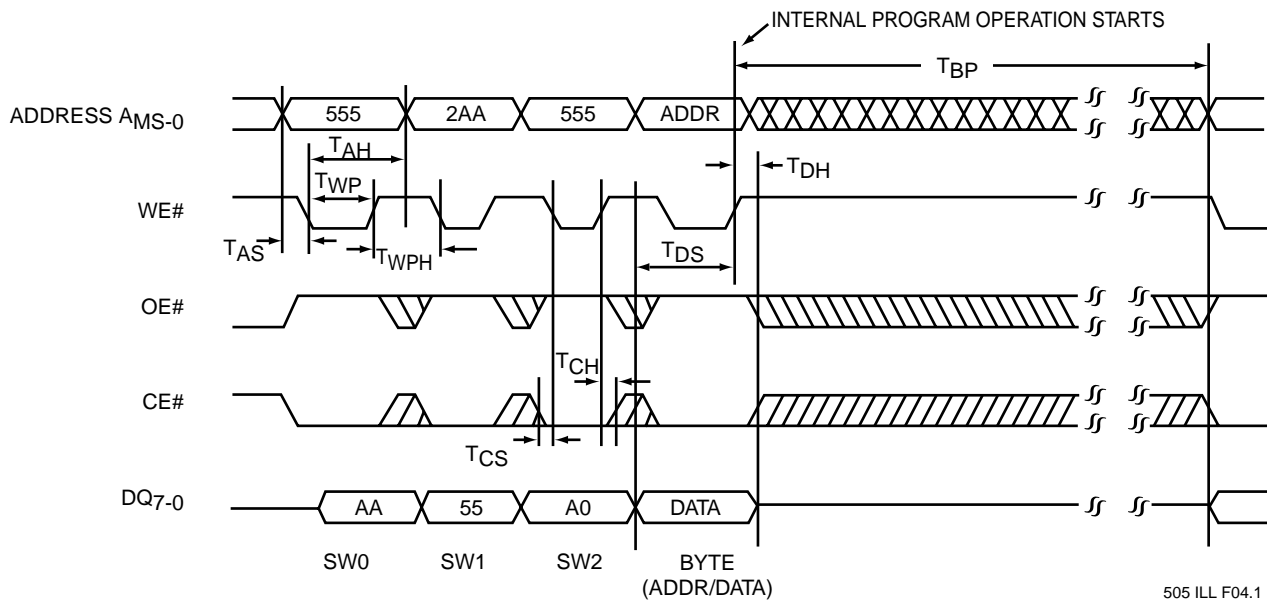 INTERNAL PROGRAM OPERATION STARTS
TBP
ADDRESS AMS-0
555
2AA
555
ADDR
TAH
TDH
TWP
WE#
TAS
TWPH
TDS
OE#
TCH
CE#
TCS
DQ7-0
AA
55
A0
DATA
SW0
SW1
SW2
BYTE
(ADDR/DATA)
505 ILL F04.1